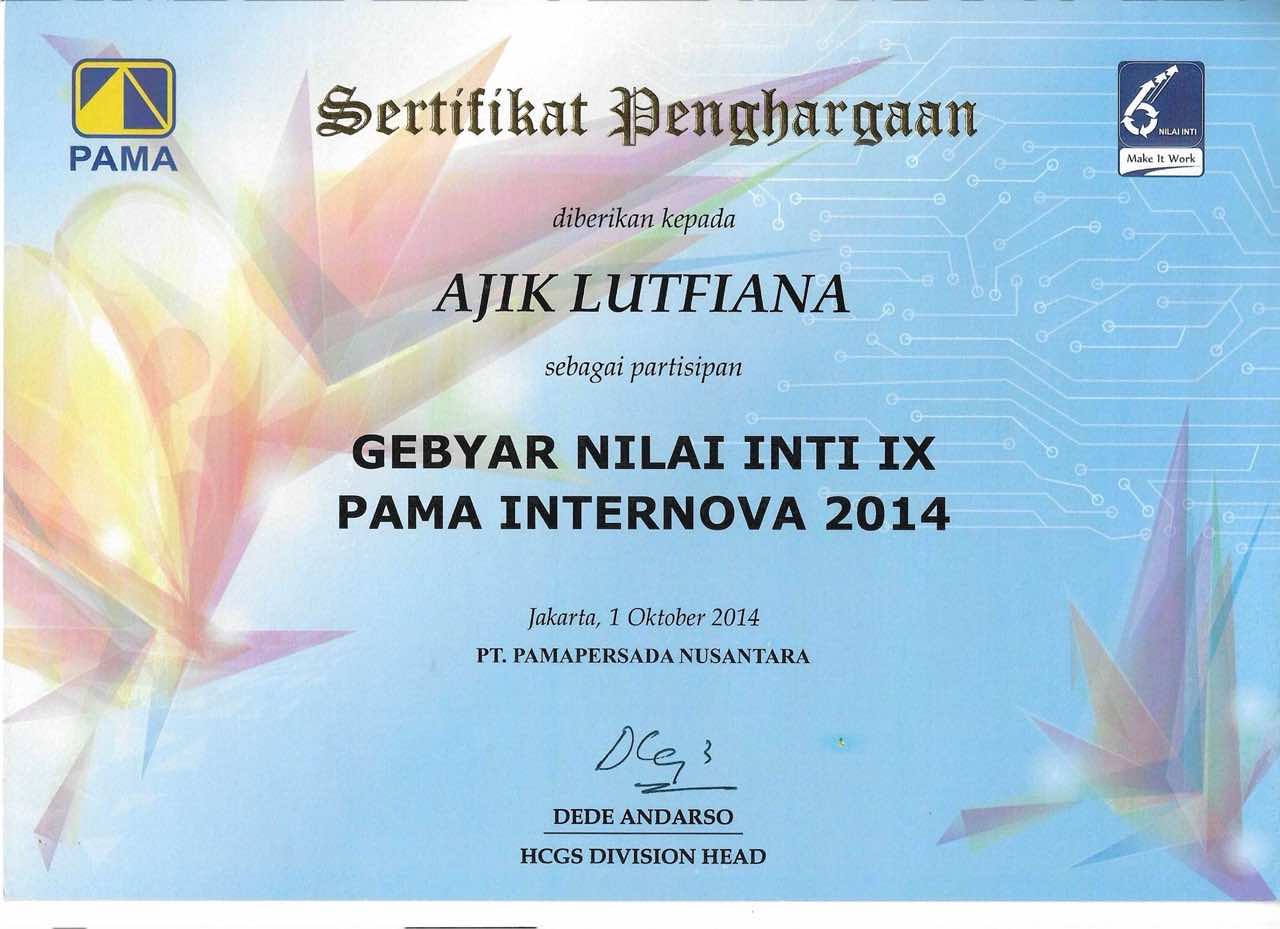 PAMA
Sertifikat Penghargaan
6 NILAI INTI
Make It Work
diberikan kepada
AJIK LUTFIANA
sebagai partisipan
GEBYAR NILAI INTI IX
PAMA INTERNOVA 2014
Jakarta, 1 Oktober 2014
PT. PAMAPERSADA NUSANTARA
DEDE ANDARSO
HCGS DIVISION HEAD